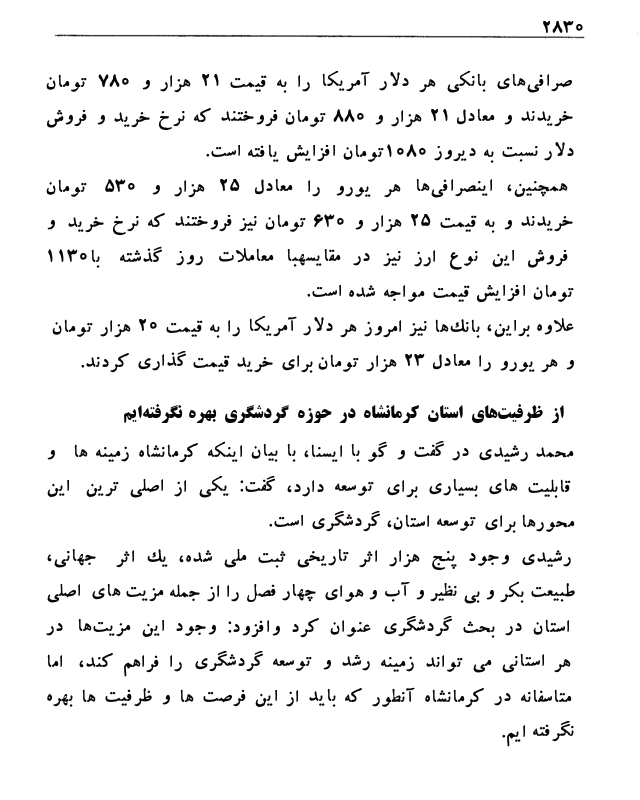 ۲۸۳۰
صرافی‌های بانکی هر دلار آمریکا را به قیمت ۲۱ هزار و ۷۸۰ تومان
خریدند و معادل ۲۱ هزار و ۸۸۰ تومان فروختند که نرخ خرید و فروش
دلار نسبت به دیروز ۱۰۸۰تومان افزایش یافته است.
همچنین، اینصرافی‌ها هر یورو را معادل ۲۵ هزار و ۵۳۰ تومان
خریدند و به قیمت ۲۵ هزار و ۶۳۰ تومان نیز فروختند که نرخ خرید و
فروش این نوع ارز نیز در مقایسهبا معاملات روز گذشته با۱۱۳۰
تومان افزایش قیمت مواجه شده است.
علاوه براین، بانک‌ها نیز امروز هر دلار آمریکا را به قیمت ۲۰ هزار تومان
و هر یورو را معادل ۲۳ هزار تومان برای خرید قیمت گذاری کردند.
از ظرفیت‌های استان کرمانشاه در حوزه گردشگری بهره نگرفته‌ایم
محمد رشیدی در گفت و گو با ایسنا، با بیان اینکه کرمانشاه زمینه ها و
قابلیت های بسیاری برای توسعه دارد، گفت: یکی از اصلی ترین این
محورها برای توسعه استان، گردشگری است.
رشیدی وجود پنج هزار اثر تاریخی ثبت ملی شده، یک اثر جهانی،
طبیعت بکر و بی نظیر و آب و هوای چهار فصل را از جمله مزیت های اصلی
استان در بحث گردشگری عنوان کرد وافزود: وجود این مزیت‌ها در
هر استانی می تواند زمینه رشد و توسعه گردشگری را فراهم کند، اما
متاسفانه در کرمانشاه آنطور که باید از این فرصت ها و ظرفیت ها بهره
نگرفته ایم.